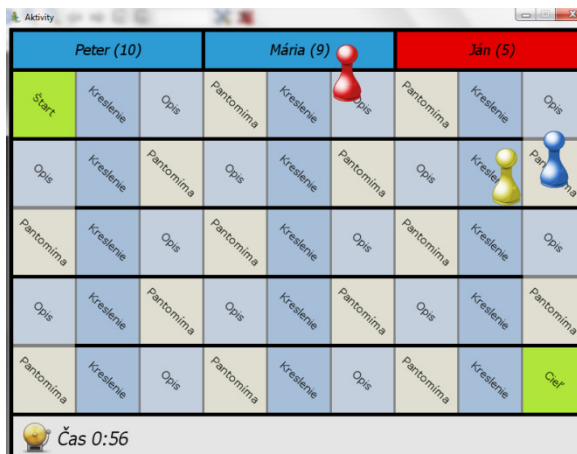 Aktivity
Peter (10) Mária (9) Ján (5)
Štart Kreslenie Opis Pantomíma Kreslenie Opis Pantomíma Kreslenie Opis
Opis Kreslenie Pantomíma Opis Kreslenie Pantomíma Opis Kreslenie Pantomíma
Pantomíma Kreslenie Opis Pantomíma Kreslenie Opis Pantomíma Kreslenie Opis
Opis Kreslenie Pantomíma Opis Kreslenie Pantomíma Opis Kreslenie Pantomíma
Pantomíma Kreslenie Opis Pantomíma Kreslenie Opis Pantomíma Kreslenie Cieľ
Čas 0:56